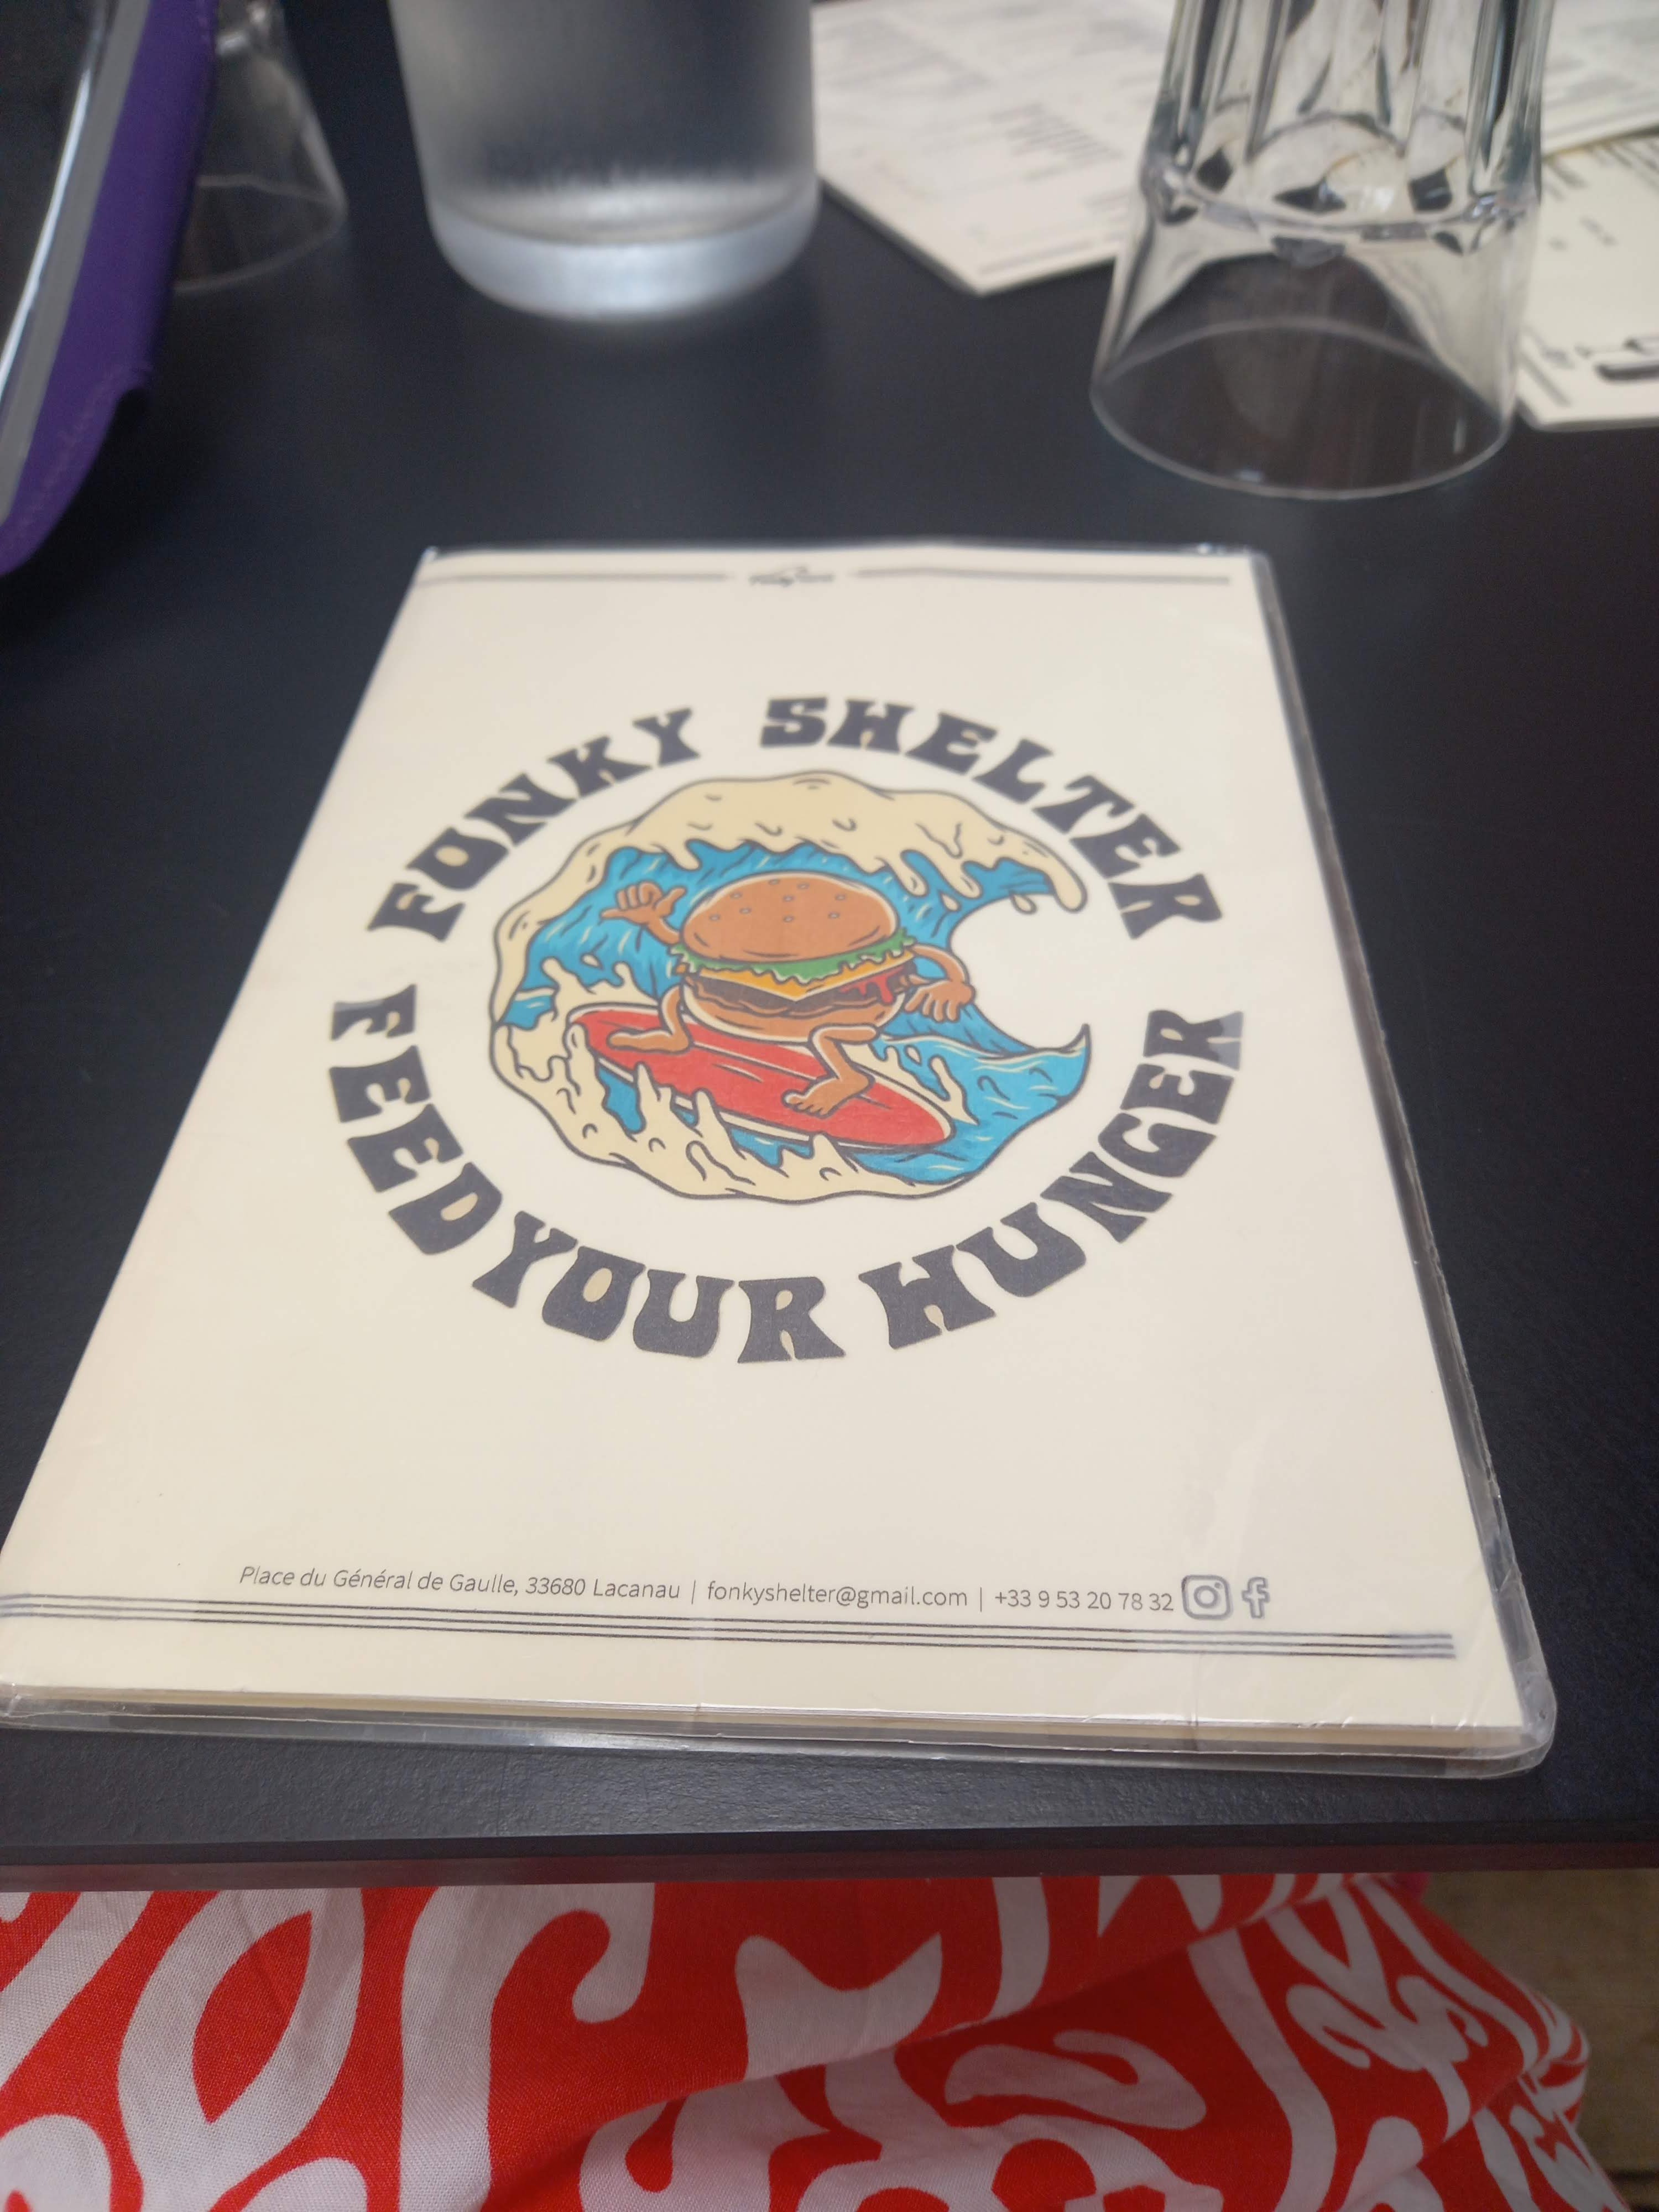 FONKY SHELTER
FEED YOUR HUNGER
Place du Général de Gaulle, 33680 Lacanau | fonkyshelter@gmail.com | +33 9 53 20 78 32